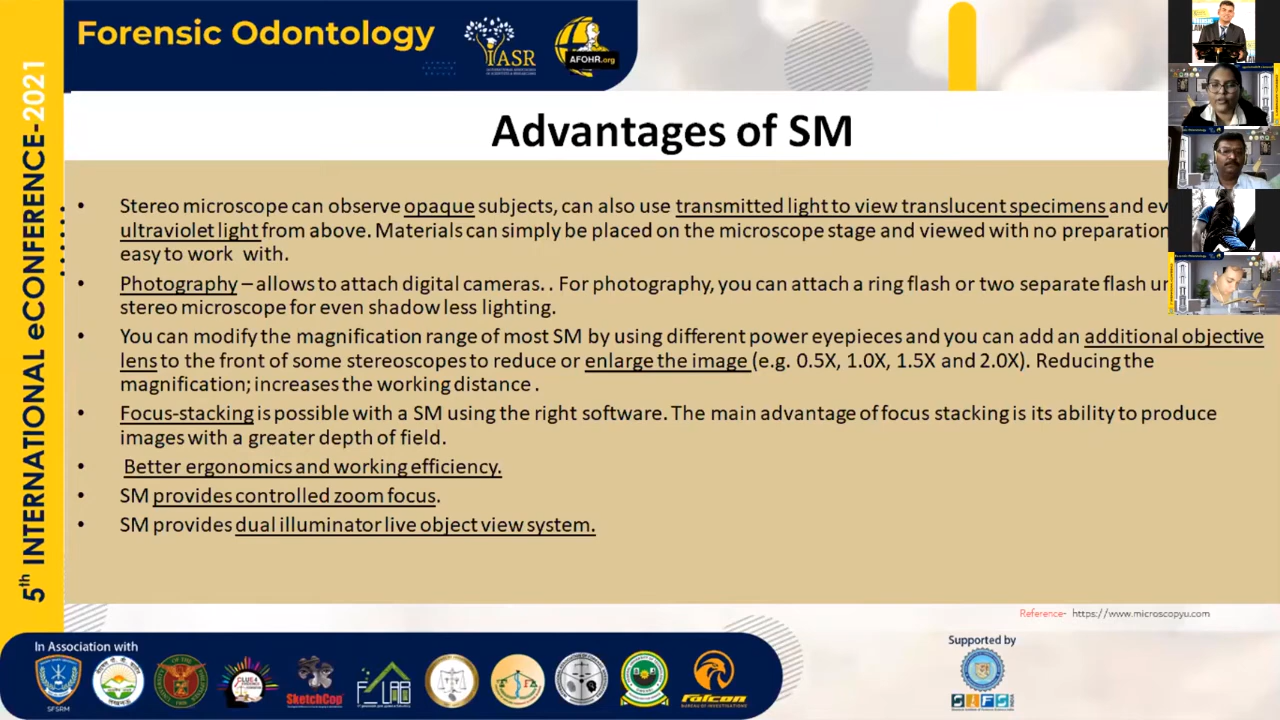 Forensic Odontology
IASR
AFOHR.org
5th INTERNATIONAL eCONFERENCE-2021
Advantages of SM
• Stereo microscope can observe opaque subjects, can also use transmitted light to view translucent specimens and ev
ultraviolet light from above. Materials can simply be placed on the microscope stage and viewed with no preparation
easy to work with.
• Photography – allows to attach digital cameras. . For photography, you can attach a ring flash or two separate flash un
stereo microscope for even shadow less lighting.
• You can modify the magnification range of most SM by using different power eyepieces and you can add an additional objective
lens to the front of some stereoscopes to reduce or enlarge the image (e.g. 0.5X, 1.0X, 1.5X and 2.0X). Reducing the
magnification; increases the working distance .
• Focus-stacking is possible with a SM using the right software. The main advantage of focus stacking is its ability to produce
images with a greater depth of field.
• Better ergonomics and working efficiency.
• SM provides controlled zoom focus.
• SM provides dual illuminator live object view system.
Reference- https://www.microscopyu.com
In Association with
SFSRM
CLUE4
SketchCop
F LAB
Falcon
BUREAU OF INVESTIGATIONS
Supported by
SIFS